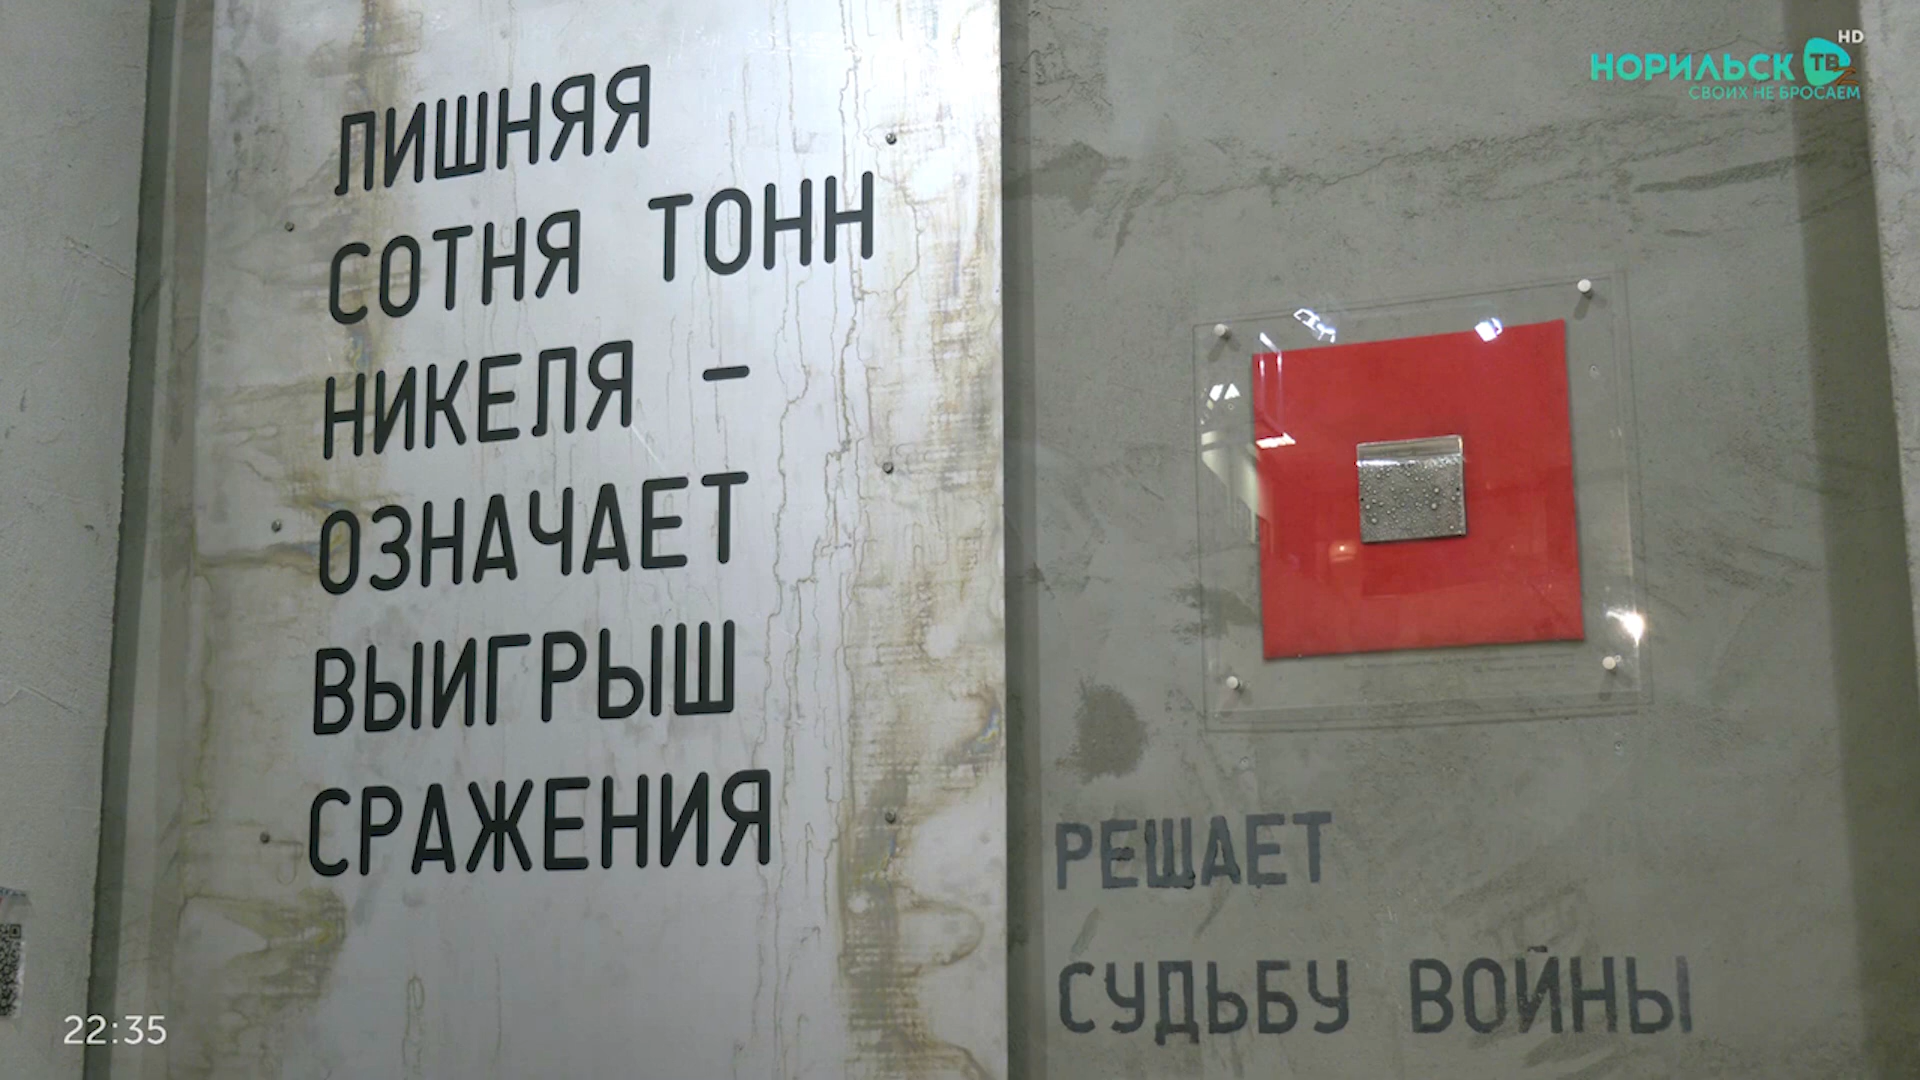 ЛИШНЯЯ
СОТНЯ ТОНН
НИКЕЛЯ –
ОЗНАЧАЕТ
ВЫИГРЫШ
СРАЖЕНИЯ
РЕШАЕТ
СУДЬБУ ВОЙНЫ
НОРИЛЬСК ТВ HD
СВОИХ НЕ БРОСАЕМ
22:35